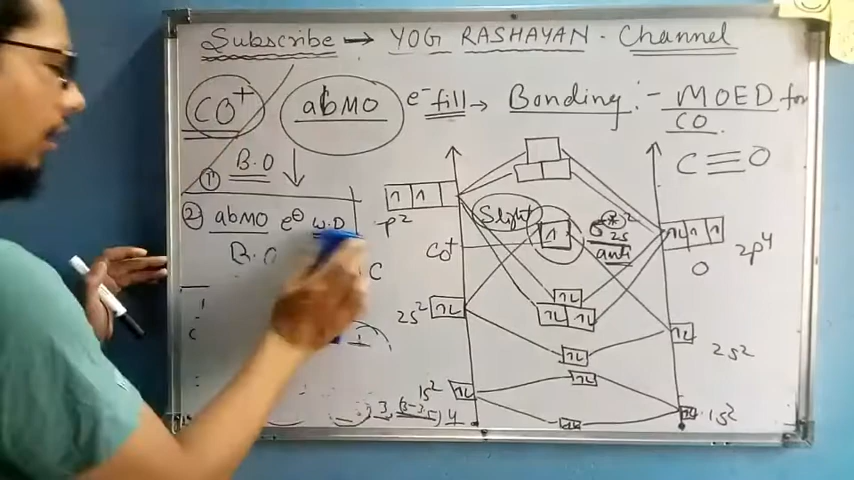 Subscribe → YOG RASHAYAN. Channel
CO⁺
abMO
e⁻ fill → Bonding :- MOED for
CO
C≡O
① B.O
② abMO e⊖ w.D
B.O
C
p²
CO⁺
Slight
σ*²
2s
anti
2p⁴
O
2s²
2s²
1s²
1s²